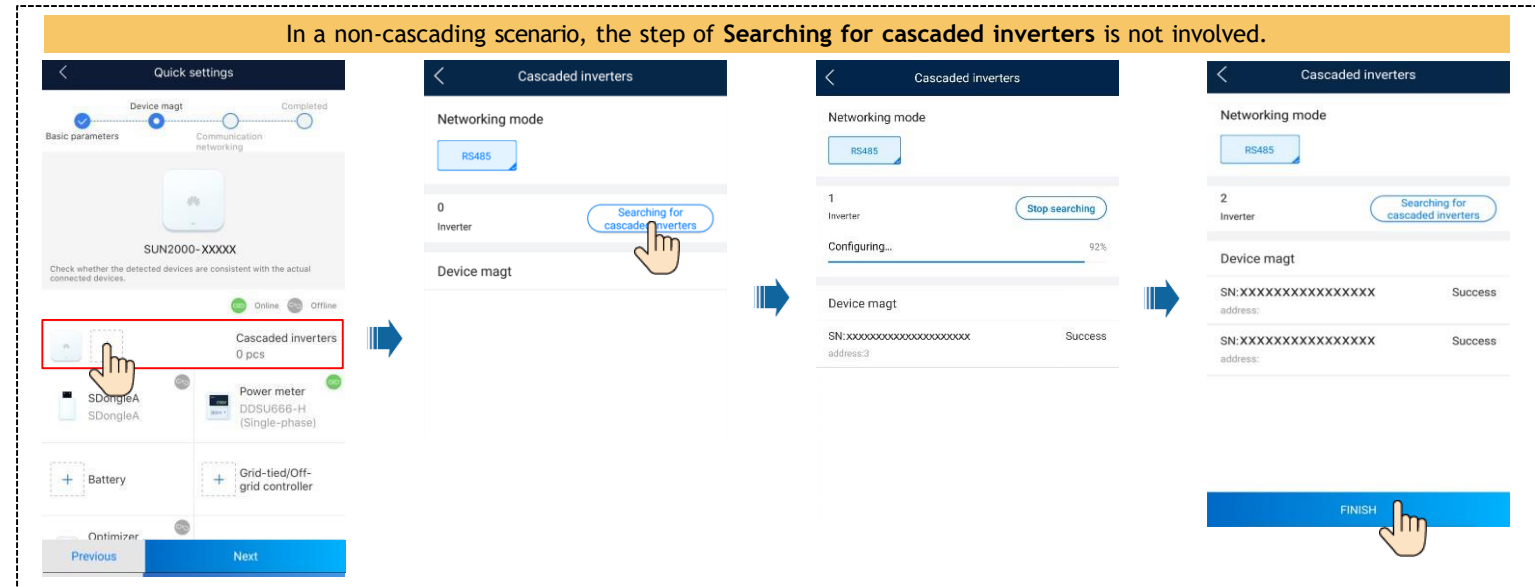 In a non-cascading scenario, the step of Searching for cascaded inverters is not involved.
Quick settings
Device magt
Completed
Basic parameters
Communication
networking
SUN2000-XXXXX
Check whether the detected devices are consistent with the actual
connected devices.
Online
Offline
Cascaded inverters
0 pcs
SDongleA
SDongleA
Power meter
DDSU666-H
(Single-phase)
+ Battery
+ Grid-tied/Off-
grid controller
Optimizer
Previous
Next
Cascaded inverters
Networking mode
RS485
0
Inverter
Searching for
cascaded inverters
Device magt
Cascaded inverters
Networking mode
RS485
1
Inverter
Stop searching
Configuring...
92%
Device magt
SN:XXXXXXXXXXXXXXXXXXXX
Success
address:3
Cascaded inverters
Networking mode
RS485
2
Inverter
Searching for
cascaded inverters
Device magt
SN:XXXXXXXXXXXXXXXX
Success
address:
SN:XXXXXXXXXXXXXXXX
Success
address:
FINISH